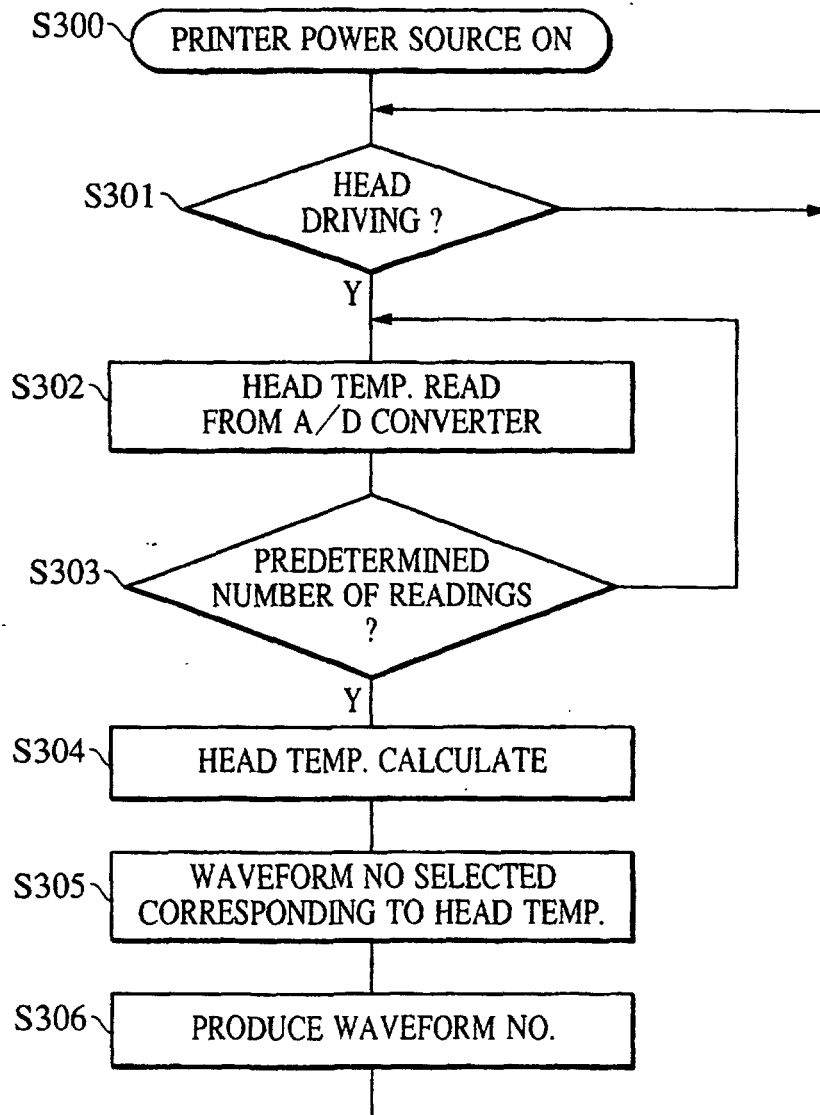 S300
PRINTER POWER SOURCE ON
S301
HEAD
DRIVING ?
Y
S302
HEAD TEMP. READ
FROM A/D CONVERTER
S303
PREDETERMINED
NUMBER OF READINGS
?
Y
S304
HEAD TEMP. CALCULATE
S305
WAVEFORM NO SELECTED
CORRESPONDING TO HEAD TEMP.
S306
PRODUCE WAVEFORM NO.